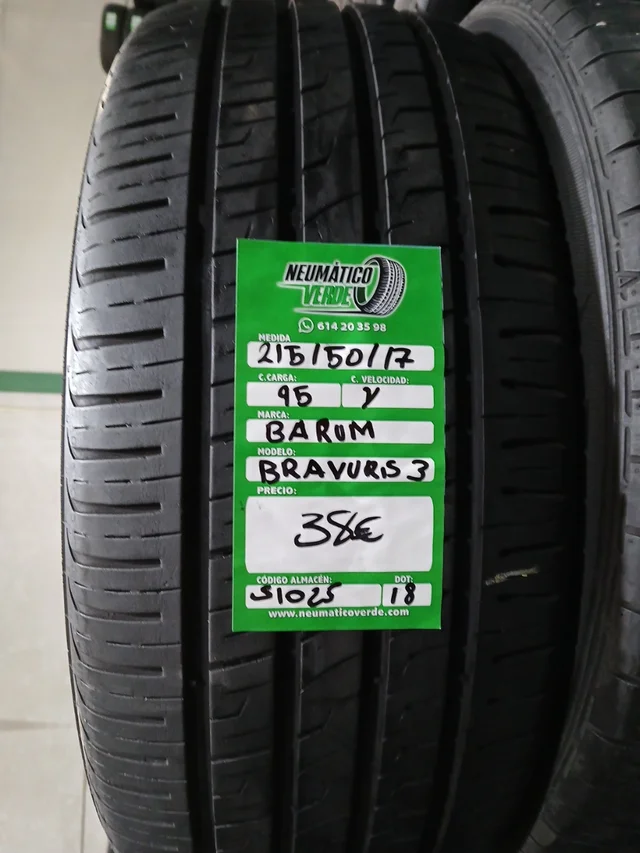 NEUMÁTICO
VERDE
614 20 35 98
MEDIDA
215/50/17
C.CARGA: C. VELOCIDAD:
95 Y
MARCA:
BARUM
MODELO:
BRAVURIS 3
PRECIO:
38€
CÓDIGO ALMACÉN: DOT:
S1025 18
www.neumaticoverde.com